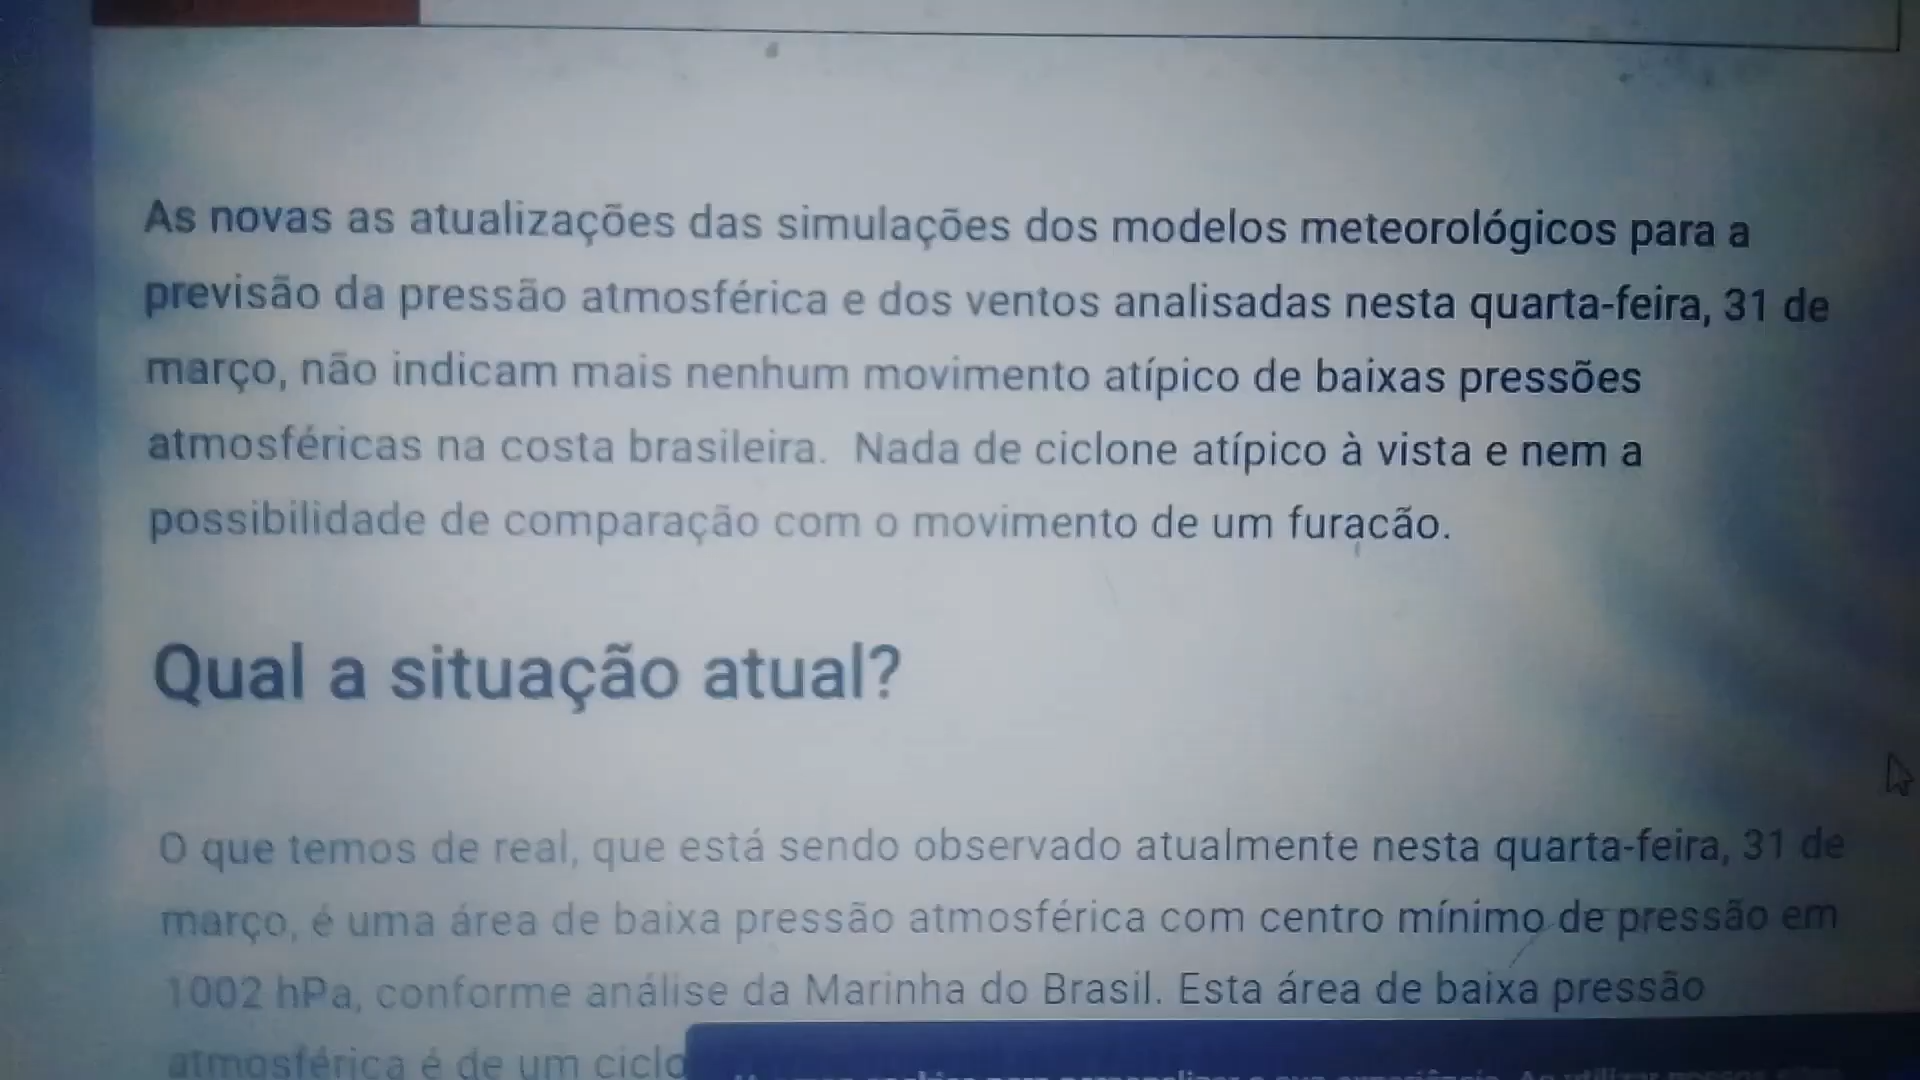 As novas as atualizações das simulações dos modelos meteorológicos para a
previsão da pressão atmosférica e dos ventos analisadas nesta quarta-feira, 31 de
março, não indicam mais nenhum movimento atípico de baixas pressões
atmosféricas na costa brasileira. Nada de ciclone atípico à vista e nem a
possibilidade de comparação com o movimento de um furacão.
Qual a situação atual?
O que temos de real, que está sendo observado atualmente nesta quarta-feira, 31 de
março, é uma área de baixa pressão atmosférica com centro mínimo de pressão em
1002 hPa, conforme análise da Marinha do Brasil. Esta área de baixa pressão
atmosférica é de um ciclo